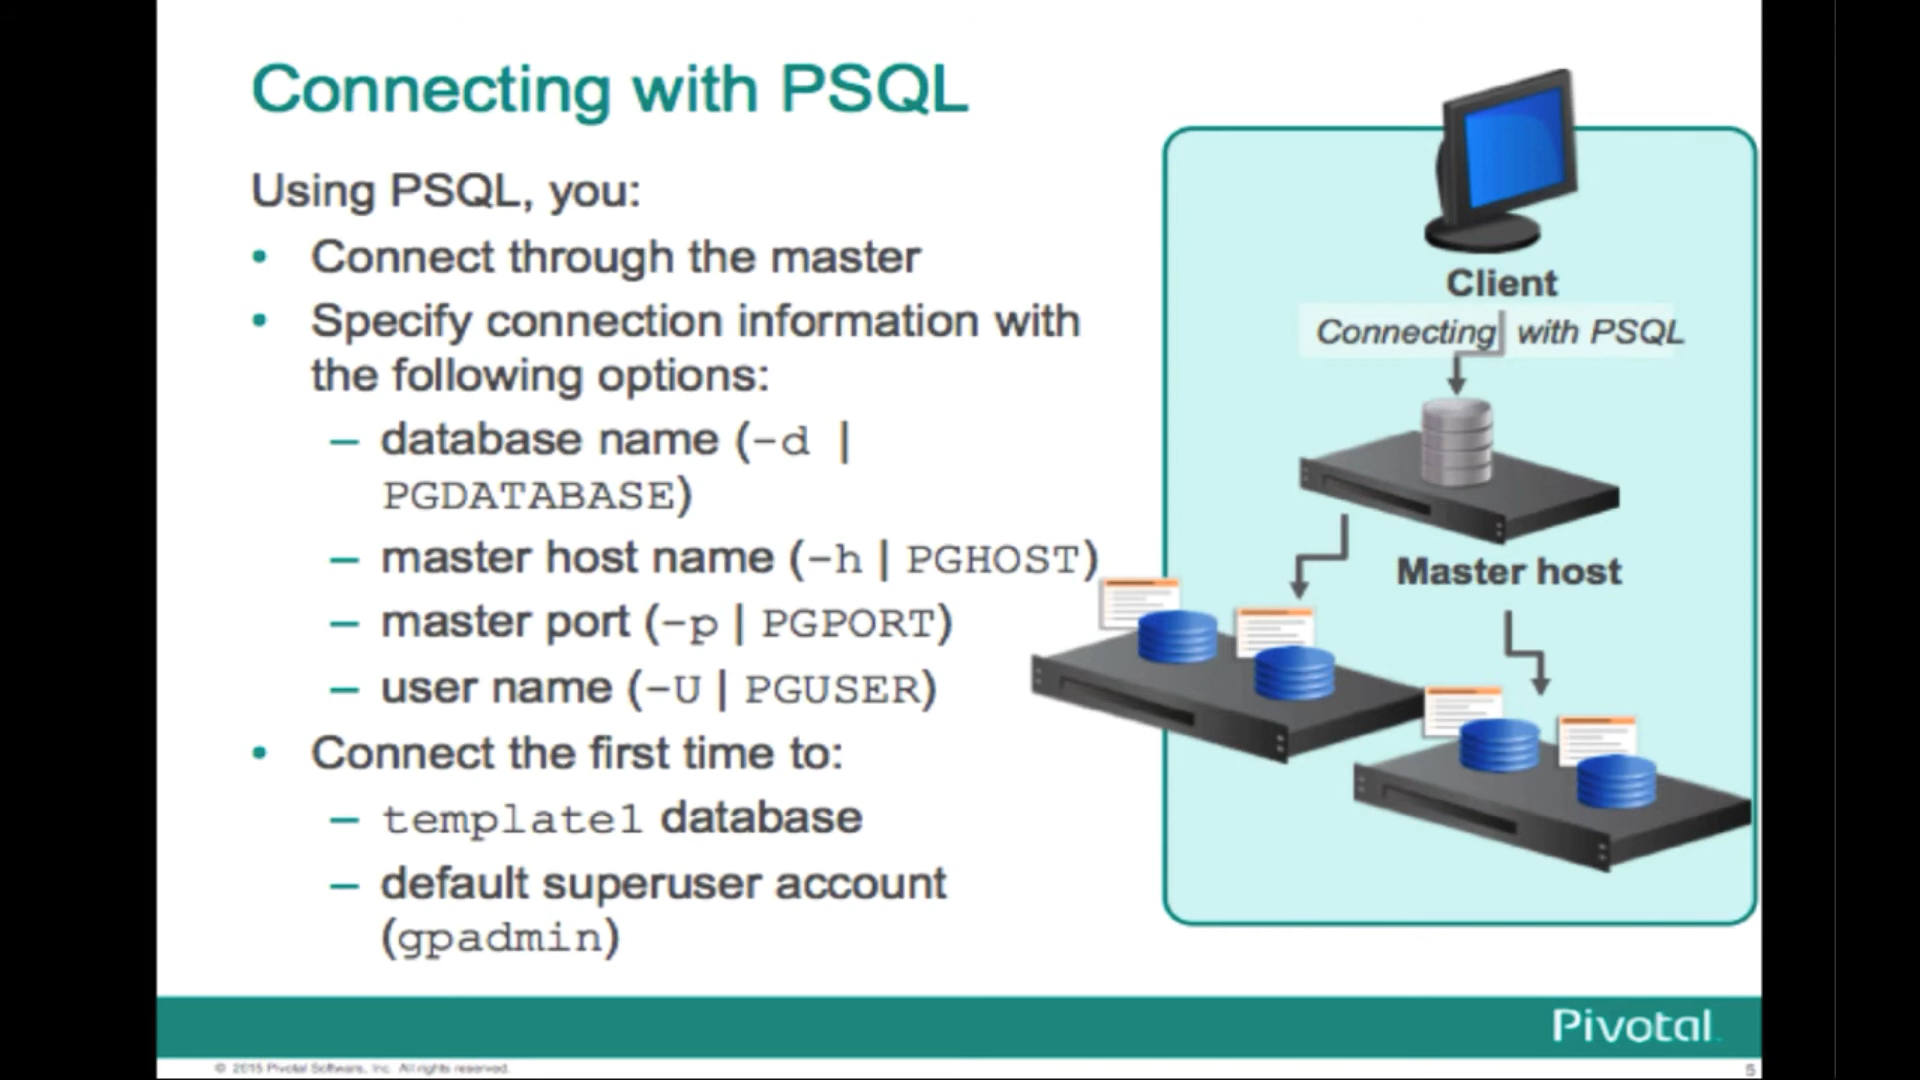 Connecting with PSQL
Using PSQL, you:
• Connect through the master
• Specify connection information with
the following options:
– database name (-d |
PGDATABASE)
– master host name (-h | PGHOST)
– master port (-p | PGPORT)
– user name (-U | PGUSER)
• Connect the first time to:
– template1 database
– default superuser account
(gpadmin)
Client
Connecting with PSQL
Master host
Pivotal
© 2015 Pivotal Software, Inc. All rights reserved.
5